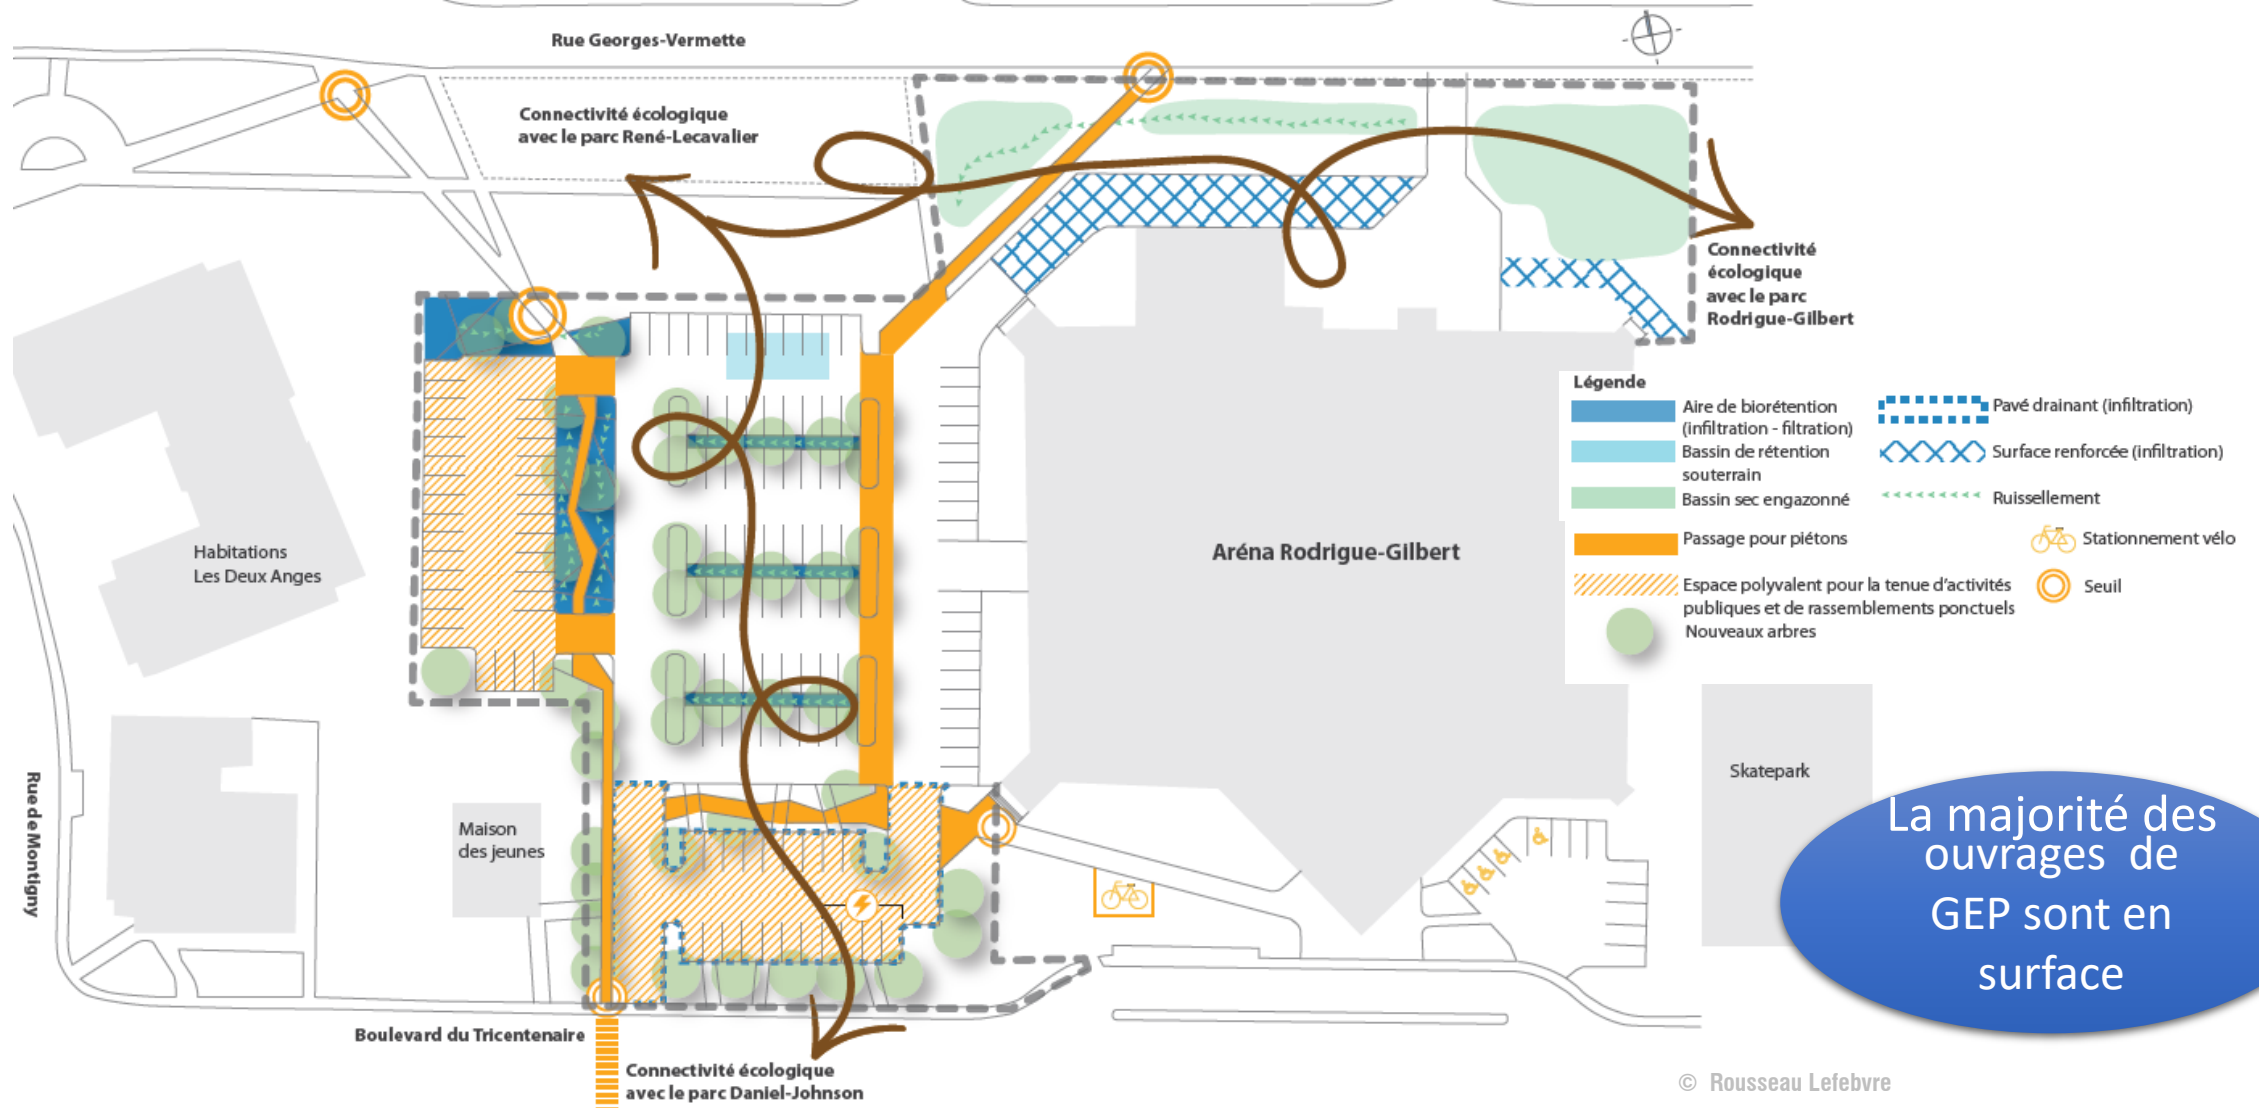 Rue Georges-Vermette
Connectivité écologique
avec le parc René-Lecavalier
Connectivité
écologique
avec le parc
Rodrigue-Gilbert
Légende
Aire de biorétention
(infiltration - filtration)
Bassin de rétention
souterrain
Bassin sec engazonné
Passage pour piétons
Espace polyvalent pour la tenue d'activités
publiques et de rassemblements ponctuels
Nouveaux arbres
Pavé drainant (infiltration)
Surface renforcée (infiltration)
Ruissellement
Stationnement vélo
Seuil
Habitations
Les Deux Anges
Aréna Rodrigue-Gilbert
Rue de Montigny
Maison
des jeunes
Skatepark
La majorité des
ouvrages de
GEP sont en
surface
Boulevard du Tricentenaire
Connectivité écologique
avec le parc Daniel-Johnson
© Rousseau Lefebvre